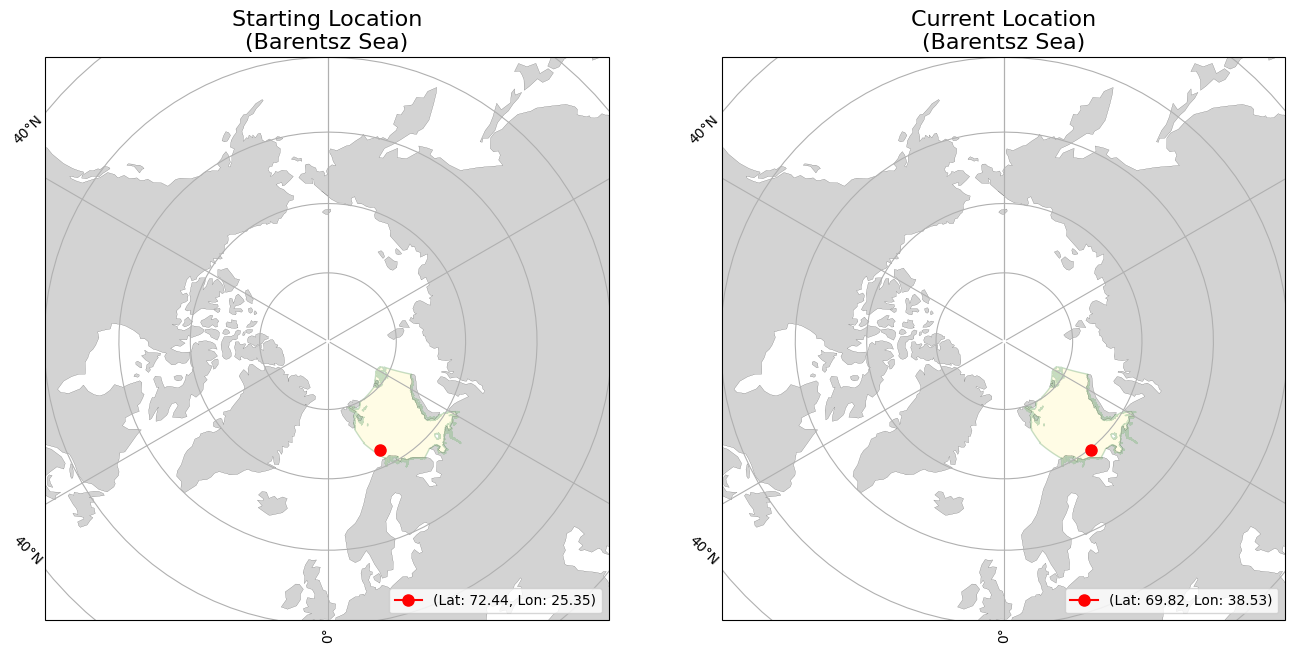 Starting Location
(Barentsz Sea)
40°N
40°N
0°
(Lat: 72.44, Lon: 25.35)
Current Location
(Barentsz Sea)
40°N
40°N
0°
(Lat: 69.82, Lon: 38.53)